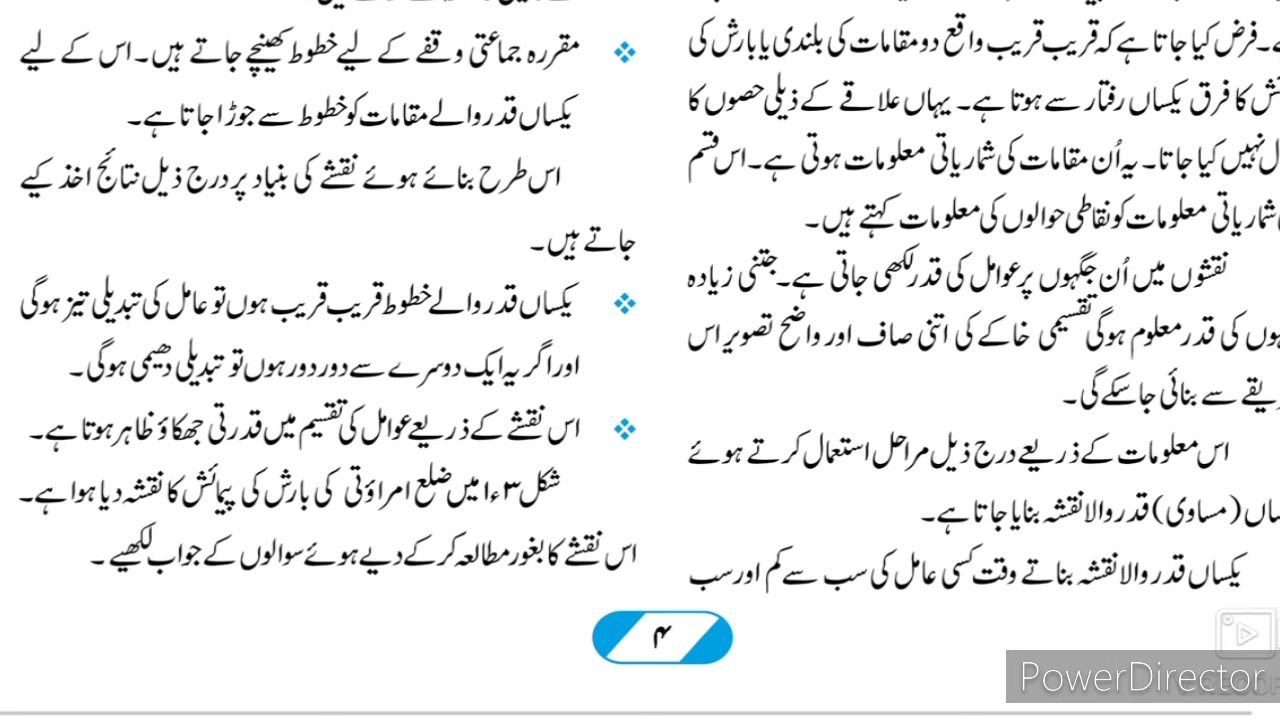 ۔ فرض کیا جاتا ہے کہ قریب قریب واقع دو مقامات کی بلندی یا بارش کی
کا فرق یکساں رفتار سے ہوتا ہے۔ یہاں علاقے کے ذیلی حصوں کا
نہیں کیا جاتا۔ یہ اُن مقامات کی شماریاتی معلومات ہوتی ہے۔ اس قسم
شماریاتی معلومات کو نقاطی حوالوں کی معلومات کہتے ہیں۔
نقشوں میں اُن جگہوں پر عوامل کی قدر لکھی جاتی ہے۔ جتنی زیادہ
کی قدر معلوم ہوگی تقسیمی خاکے کی اتنی صاف اور واضح تصویر اس
سے بنائی جاسکے گی۔
اس معلومات کے ذریعے درج ذیل مراحل استعمال کرتے ہوئے
(مساوی) قدر والا نقشہ بنایا جاتا ہے۔
یکساں قدر والا نقشہ بناتے وقت کسی عامل کی سب سے کم اور سب
❖ مقررہ جماعتی وقفے کے لیے خطوط کھینچے جاتے ہیں۔ اس کے لیے
یکساں قدر والے مقامات کو خطوط سے جوڑا جاتا ہے۔
اس طرح بنائے ہوئے نقشے کی بنیاد پر درج ذیل نتائج اخذ کیے
جاتے ہیں۔
❖ یکساں قدر والے خطوط قریب قریب ہوں تو عامل کی تبدیلی تیز ہوگی
اور اگر یہ ایک دوسرے سے دور دور ہوں تو تبدیلی دھیمی ہوگی۔
❖ اس نقشے کے ذریعے عوامل کی تقسیم میں قدرتی جھکاؤ ظاہر ہوتا ہے۔
شکل ۳ء۱ میں ضلع امراؤتی کی بارش کی پیمائش کا نقشہ دیا ہوا ہے۔
اس نقشے کا بغور مطالعہ کرکے دیے ہوئے سوالوں کے جواب لکھیے۔
۴
PowerDirector